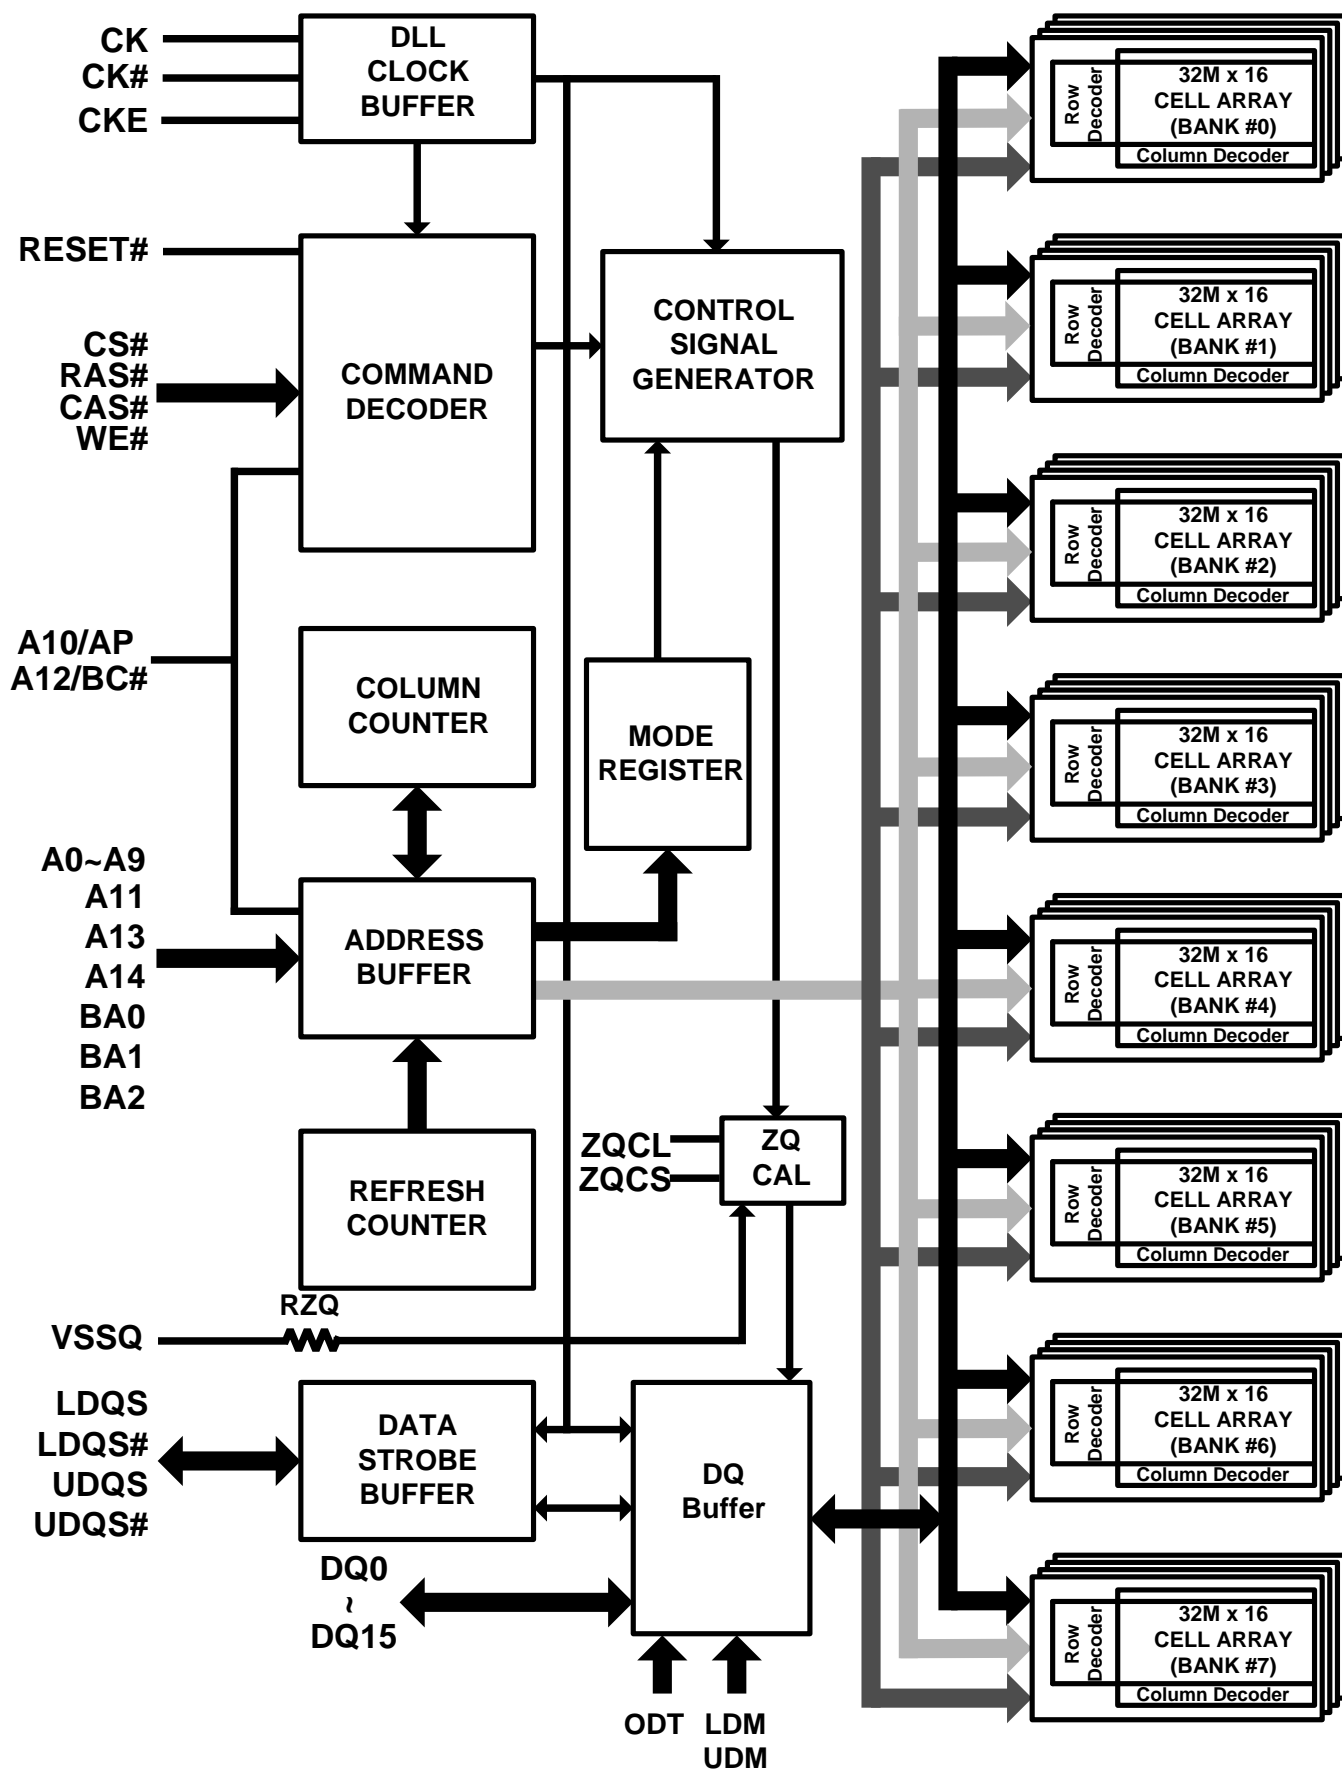 CK
CK#
CKE
DLL
CLOCK
BUFFER
RESET#
CS#
RAS#
CAS#
WE#
COMMAND
DECODER
CONTROL
SIGNAL
GENERATOR
A10/AP
A12/BC#
COLUMN
COUNTER
MODE
REGISTER
A0~A9
A11
A13
A14
BA0
BA1
BA2
ADDRESS
BUFFER
REFRESH
COUNTER
ZQCL
ZQCS
ZQ
CAL
RZQ
VSSQ
LDQS
LDQS#
UDQS
UDQS#
DATA
STROBE
BUFFER
DQ
Buffer
DQ0
~
DQ15
ODT
LDM
UDM
Row
Decoder
32M x 16
CELL ARRAY
(BANK #0)
Column Decoder
Row
Decoder
32M x 16
CELL ARRAY
(BANK #1)
Column Decoder
Row
Decoder
32M x 16
CELL ARRAY
(BANK #2)
Column Decoder
Row
Decoder
32M x 16
CELL ARRAY
(BANK #3)
Column Decoder
Row
Decoder
32M x 16
CELL ARRAY
(BANK #4)
Column Decoder
Row
Decoder
32M x 16
CELL ARRAY
(BANK #5)
Column Decoder
Row
Decoder
32M x 16
CELL ARRAY
(BANK #6)
Column Decoder
Row
Decoder
32M x 16
CELL ARRAY
(BANK #7)
Column Decoder